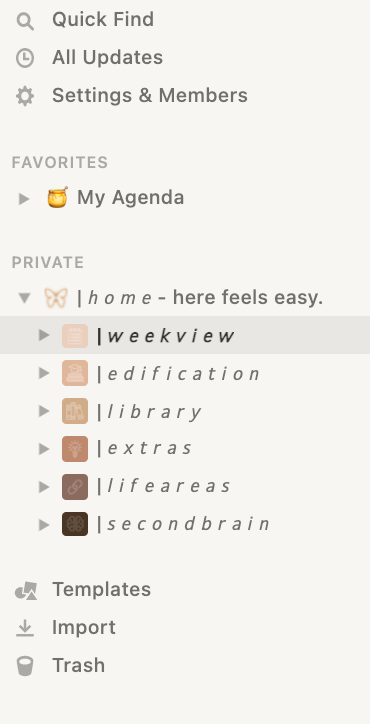 Quick Find
All Updates
Settings & Members
FAVORITES
My Agenda
PRIVATE
| h o m e - here feels easy.
| w e e k v i e w
| e d i f i c a t i o n
| l i b r a r y
| e x t r a s
| l i f e a r e a s
| s e c o n d b r a i n
Templates
Import
Trash